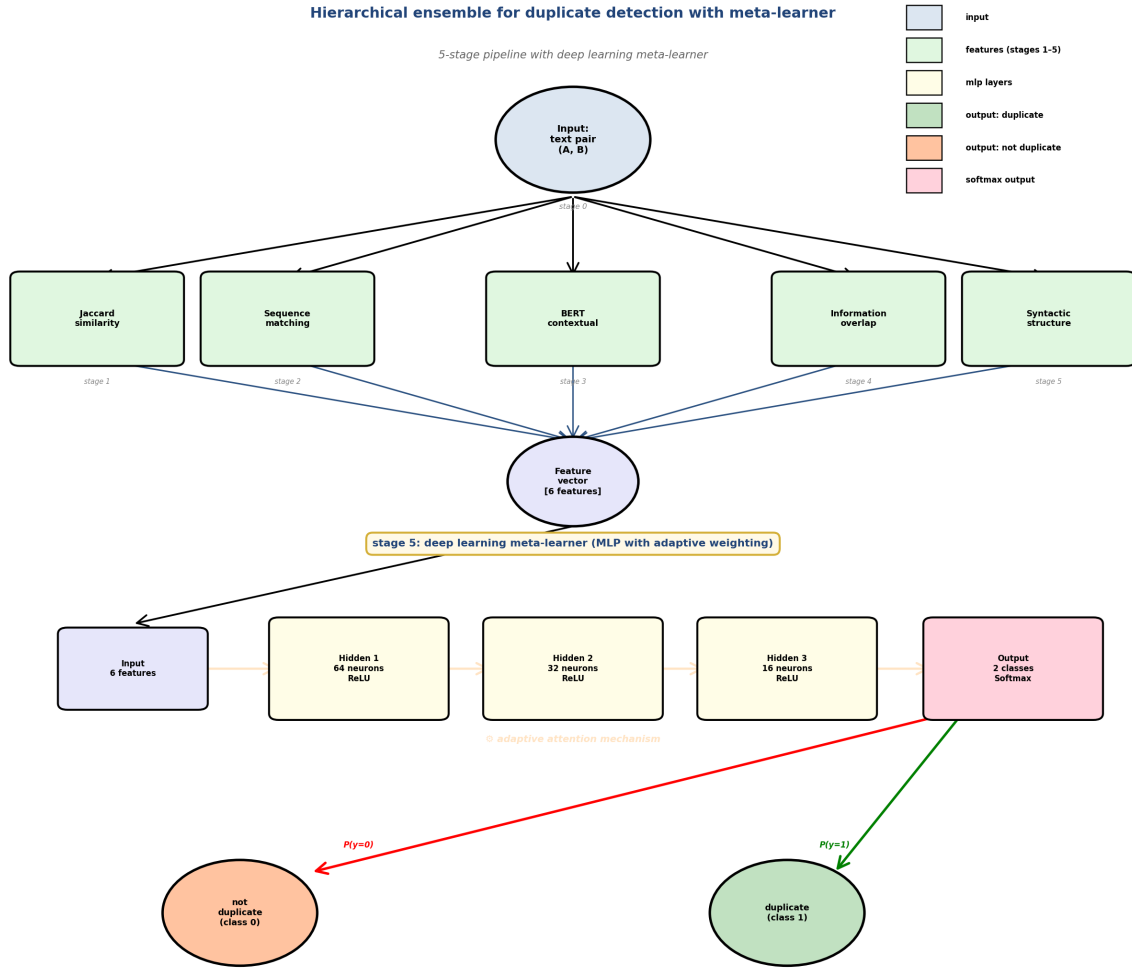 Hierarchical ensemble for duplicate detection with meta-learner
5-stage pipeline with deep learning meta-learner
input
features (stages 1–5)
mlp layers
output: duplicate
output: not duplicate
softmax output
Input:
text pair
(A, B)
stage 0
Jaccard
similarity
Sequence
matching
BERT
contextual
Information
overlap
Syntactic
structure
stage 1
stage 2
stage 3
stage 4
stage 5
Feature
vector
[6 features]
stage 5: deep learning meta-learner (MLP with adaptive weighting)
Input
6 features
Hidden 1
64 neurons
ReLU
Hidden 2
32 neurons
ReLU
Hidden 3
16 neurons
ReLU
Output
2 classes
Softmax
adaptive attention mechanism
P(y=0)
P(y=1)
not
duplicate
(class 0)
duplicate
(class 1)